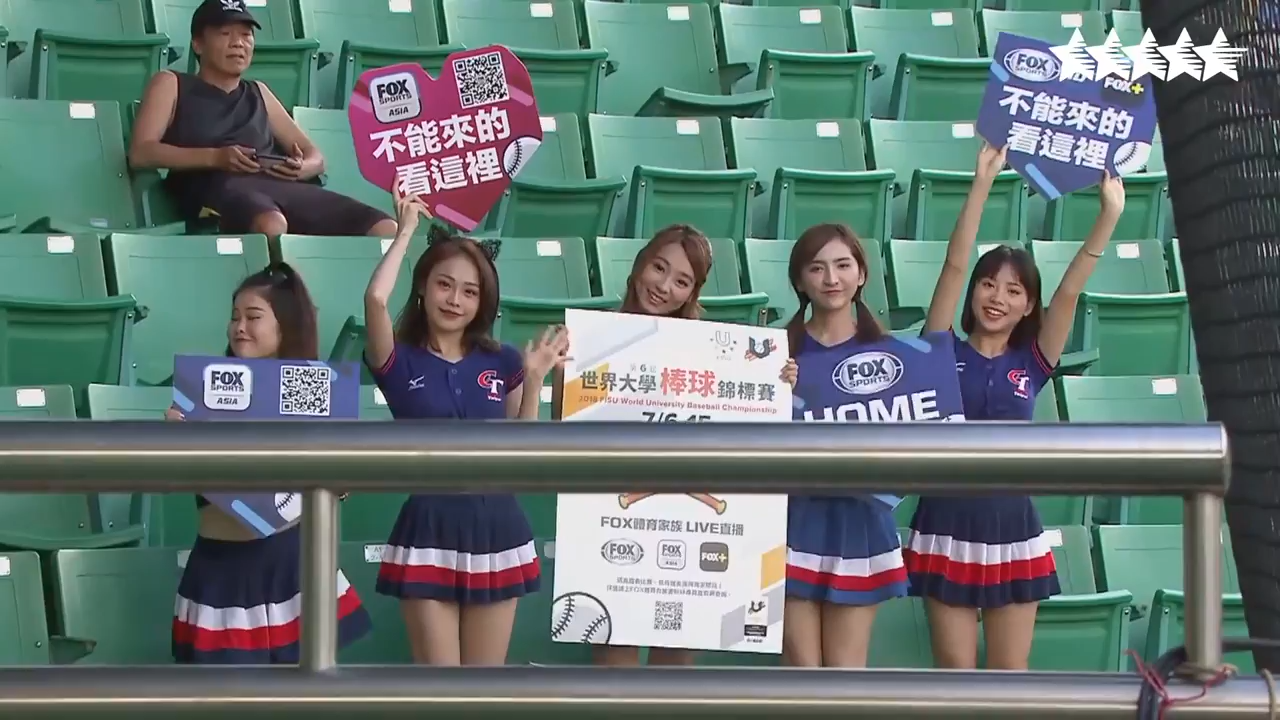 FOX
SPORTS
ASIA
不能來的
看這裡
FOX
SPORTS
FOX+
不能來的
看這裡
FOX
SPORTS
ASIA
第6屆
世界大學棒球錦標賽
2018 FISU World University Baseball Championship
7/6-15
FOX體育家族 LIVE直播
FOX
SPORTS
FOX
SPORTS
ASIA
FOX+
FOX
SPORTS
HOME
CT
CT